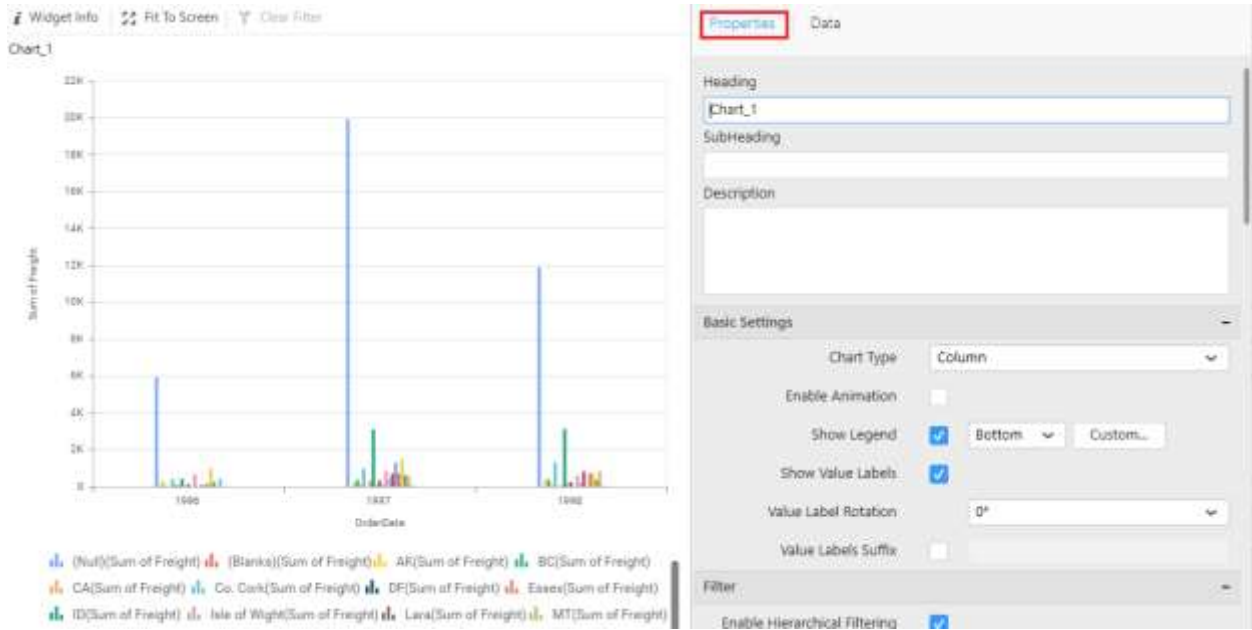 i Widget Info Fit To Screen Clear Filter
Chart_1
22K
20K
18K
16K
14K
12K
10K
8K
6K
4K
2K
0
Sum of Freight
1996 1997 1998
OrderDate
(Null)(Sum of Freight) (Blanks)(Sum of Freight) AK(Sum of Freight) BC(Sum of Freight)
CA(Sum of Freight) Co. Cork(Sum of Freight) DF(Sum of Freight) Essex(Sum of Freight)
ID(Sum of Freight) Isle of Wight(Sum of Freight) Lara(Sum of Freight) MT(Sum of Freight)
Properties Data
Heading
Chart_1
SubHeading
Description
Basic Settings −
Chart Type Column
Enable Animation
Show Legend Bottom Custom...
Show Value Labels
Value Label Rotation 0°
Value Labels Suffix
Filter −
Enable Hierarchical Filtering